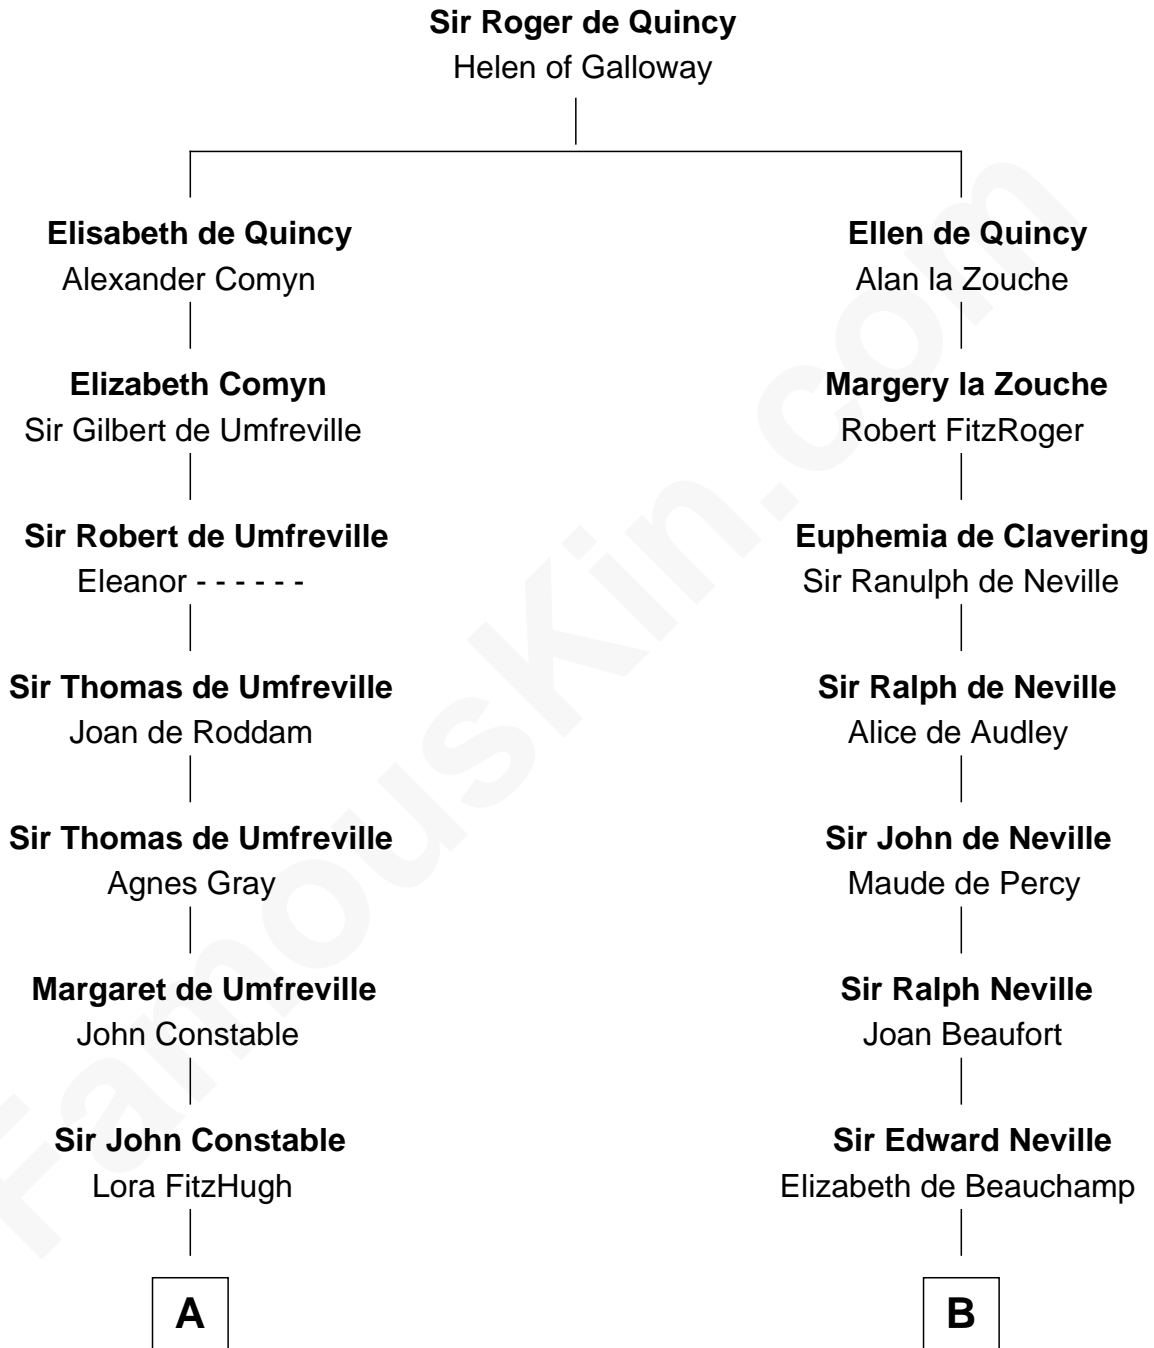 Sir Roger de Quincy
Helen of Galloway
Elisabeth de Quincy
Alexander Comyn
Ellen de Quincy
Alan la Zouche
Elizabeth Comyn
Sir Gilbert de Umfreville
Margery la Zouche
Robert FitzRoger
Sir Robert de Umfreville
Eleanor - - - - - -
Euphemia de Clavering
Sir Ranulph de Neville
Sir Thomas de Umfreville
Joan de Roddam
Sir Ralph de Neville
Alice de Audley
Sir Thomas de Umfreville
Agnes Gray
Sir John de Neville
Maude de Percy
Margaret de Umfreville
John Constable
Sir Ralph Neville
Joan Beaufort
Sir John Constable
Lora FitzHugh
Sir Edward Neville
Elizabeth de Beauchamp
A
B
FamousKin.com